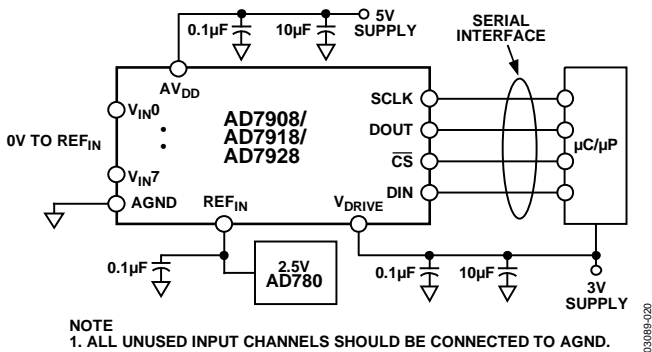 0.1µF
10µF
5V
SUPPLY
SERIAL
INTERFACE
AVDD
VIN0
SCLK
AD7908/
AD7918/
AD7928
DOUT
0V TO REFIN
µC/µP
CS
VIN7
DIN
AGND
REFIN
VDRIVE
0.1µF
2.5V
AD780
0.1µF
10µF
3V
SUPPLY
NOTE
1. ALL UNUSED INPUT CHANNELS SHOULD BE CONNECTED TO AGND.
03089-020